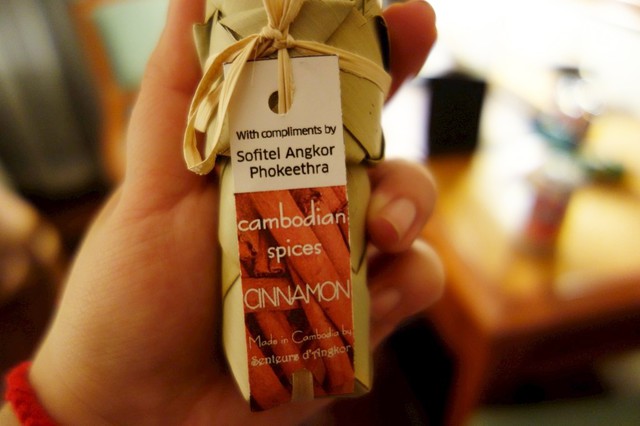 With compliments by
Sofitel Angkor
Phokeethra
cambodian
spices
CINNAMON
Made in Cambodia by
Senteurs d'Angkor